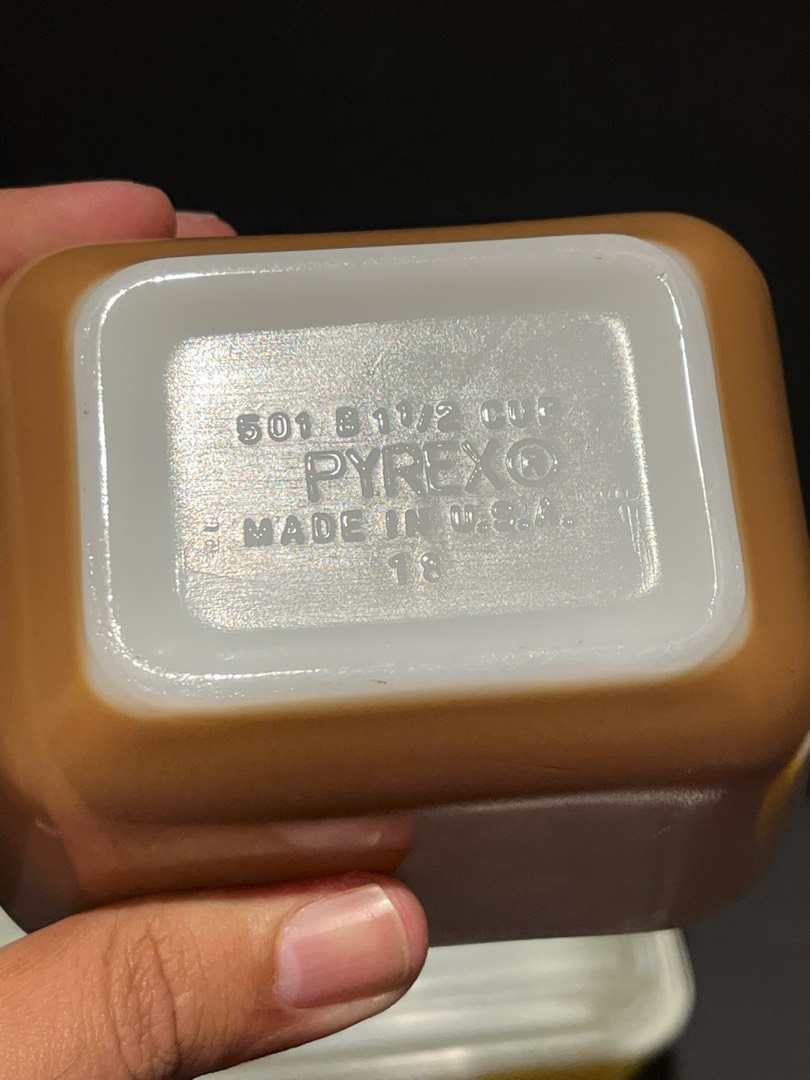 501 B 1 1/2 CUP
PYREX®
MADE IN U.S.A.
18